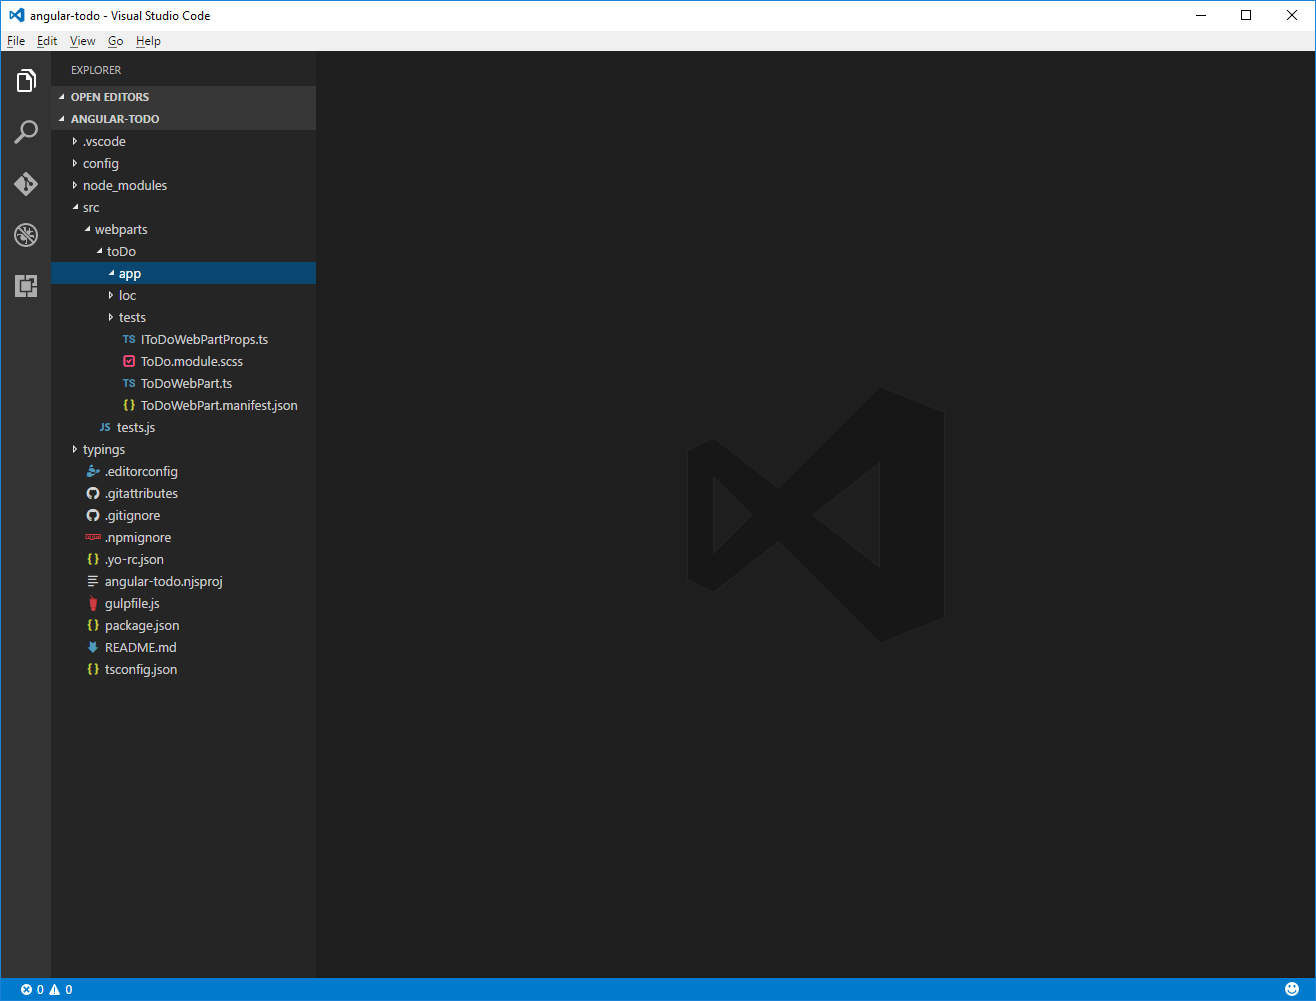 angular-todo - Visual Studio Code
File Edit View Go Help
EXPLORER
OPEN EDITORS
ANGULAR-TODO
.vscode
config
node_modules
src
webparts
toDo
app
loc
tests
TS IToDoWebPartProps.ts
ToDo.module.scss
TS ToDoWebPart.ts
{} ToDoWebPart.manifest.json
JS tests.js
typings
.editorconfig
.gitattributes
.gitignore
.npmignore
{} .yo-rc.json
angular-todo.njsproj
gulpfile.js
{} package.json
README.md
{} tsconfig.json
0 0